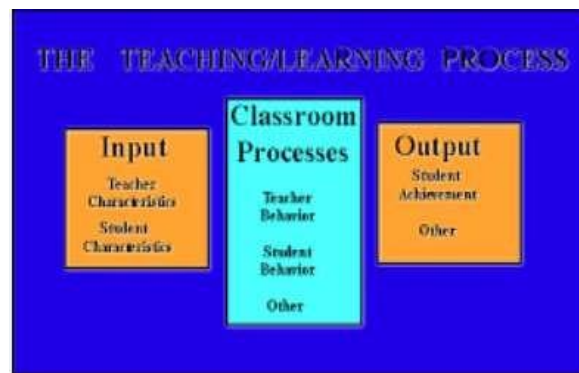 THE TEACHING/LEARNING PROCESS
Input
Teacher
Characteristics
Student
Characteristics
Classroom
Processes
Teacher
Behavior
Student
Behavior
Other
Output
Student
Achievement
Other